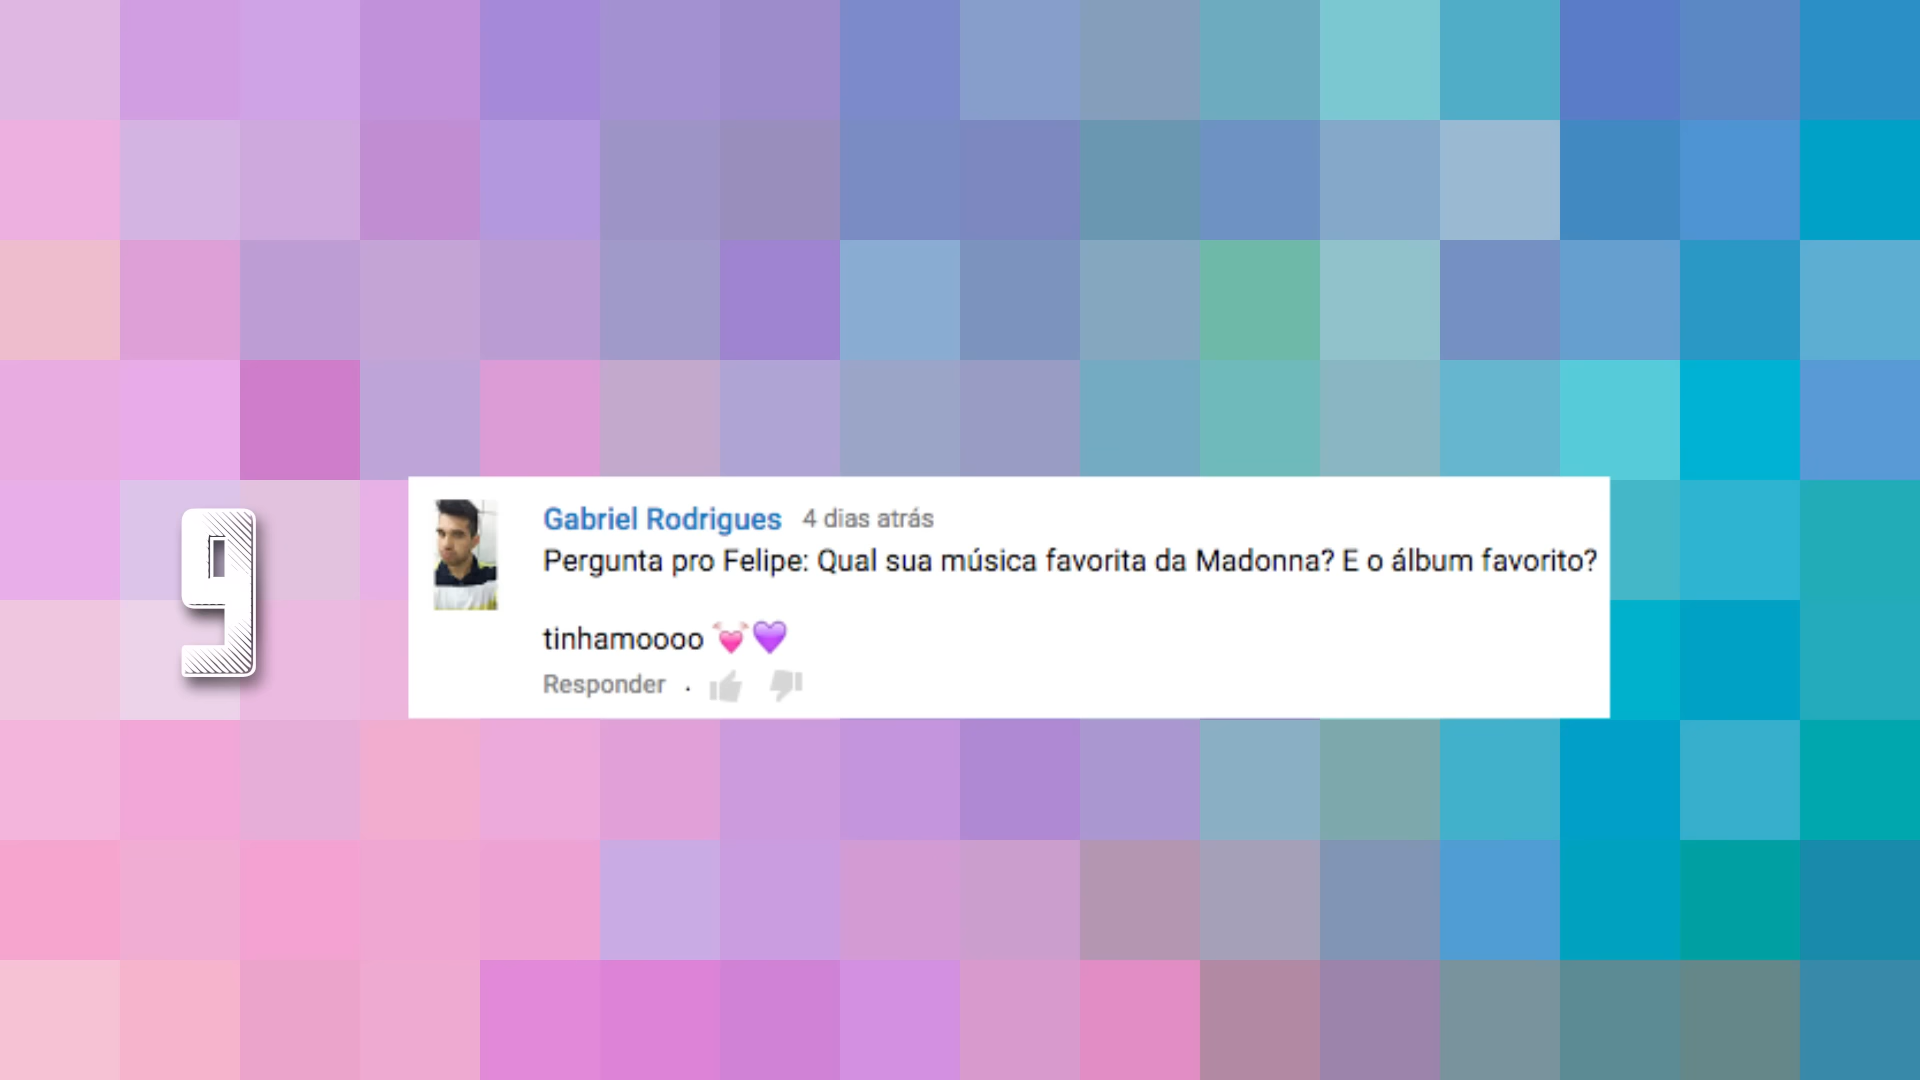 9
Gabriel Rodrigues 4 dias atrás
Pergunta pro Felipe: Qual sua música favorita da Madonna? E o álbum favorito?
tinhamoooo 💓💜
Responder .